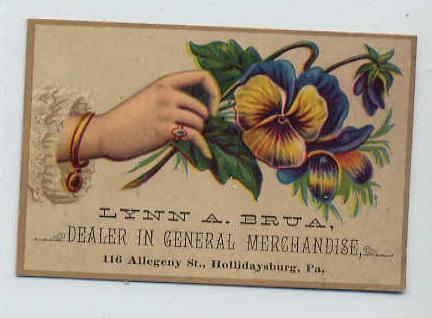 LYNN A. BRUA,
DEALER IN GENERAL MERCHANDISE,
116 Allegeny St., Hollidaysburg, Pa.